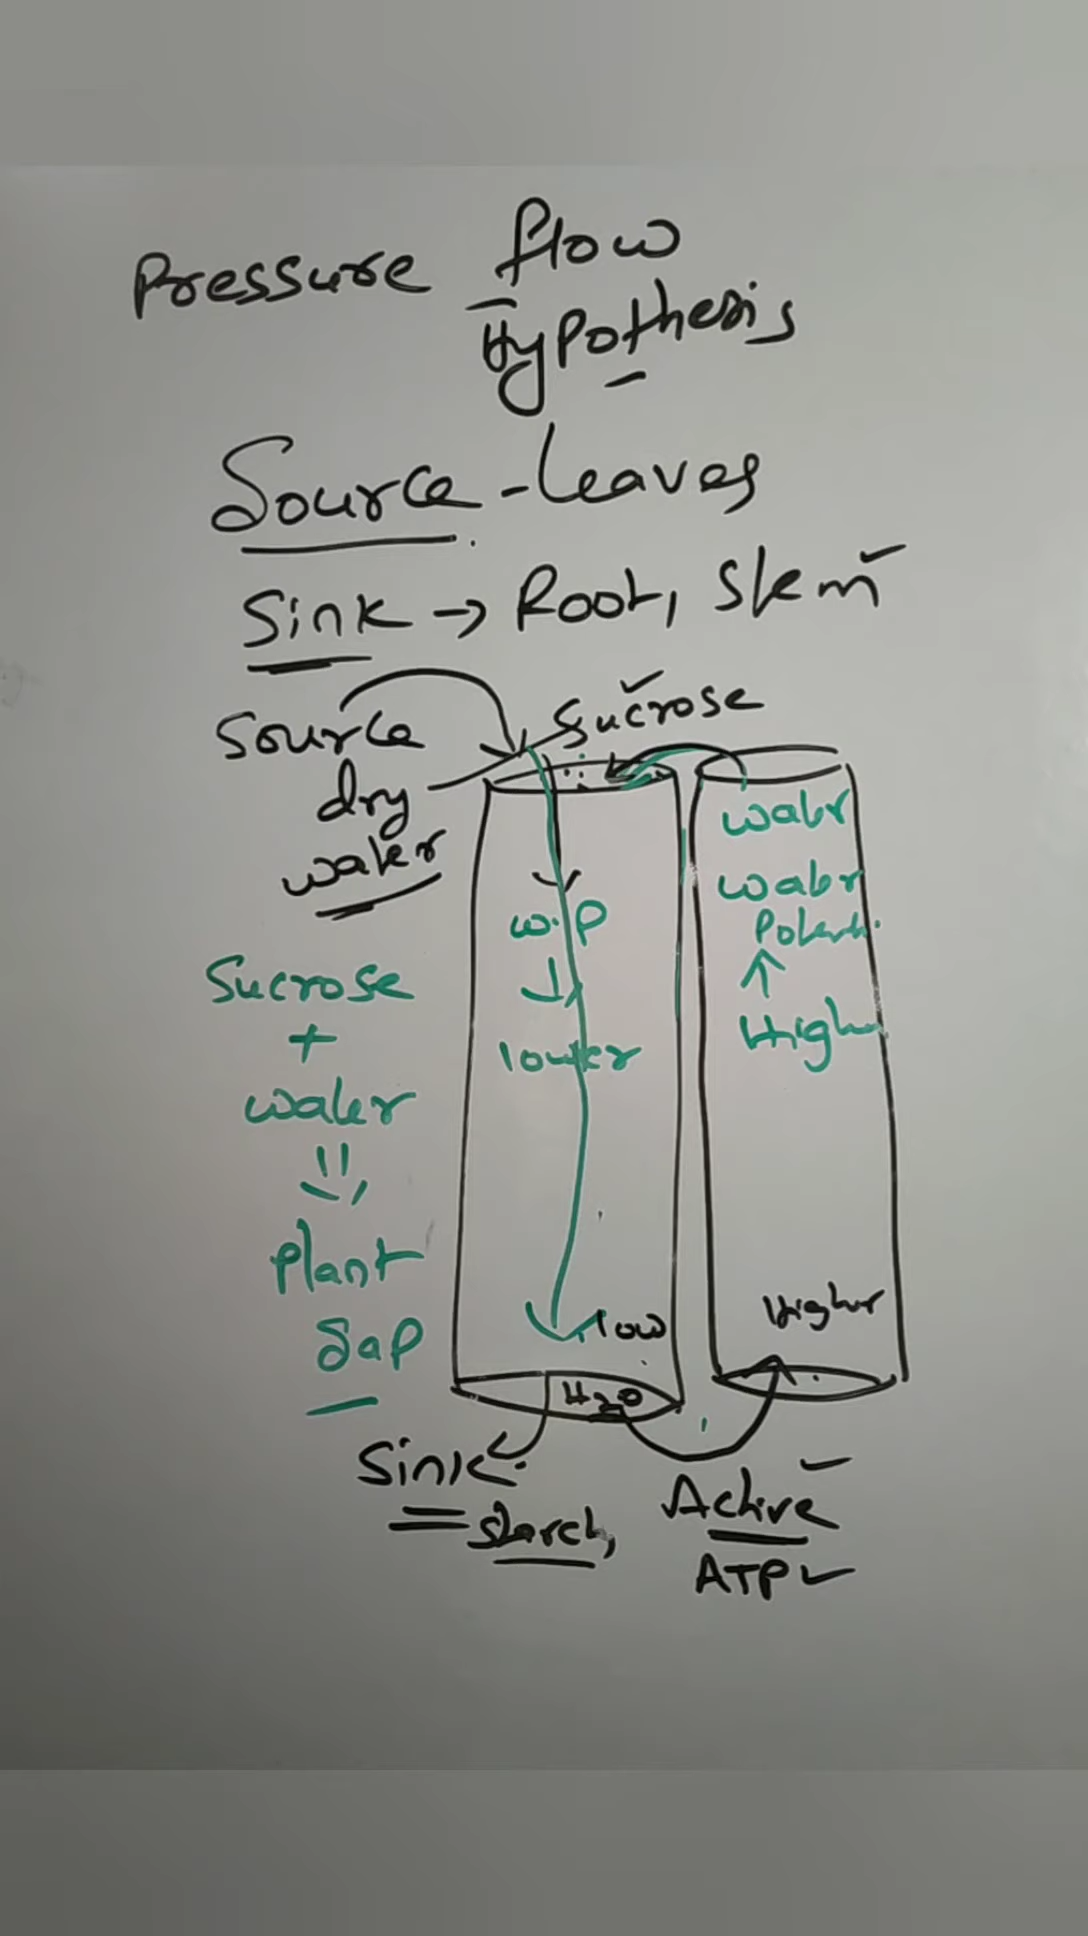 Pressure flow
Hypothesis
Source - Leaves
Sink → Root, Stem
Source
Sucrose
dry
water
water
water
Potenti.
↑
High
w.p
↓
lower
Sucrose
+
water
Plant
Sap
low
Higher
H2O
Sink
starch,
Active
ATP